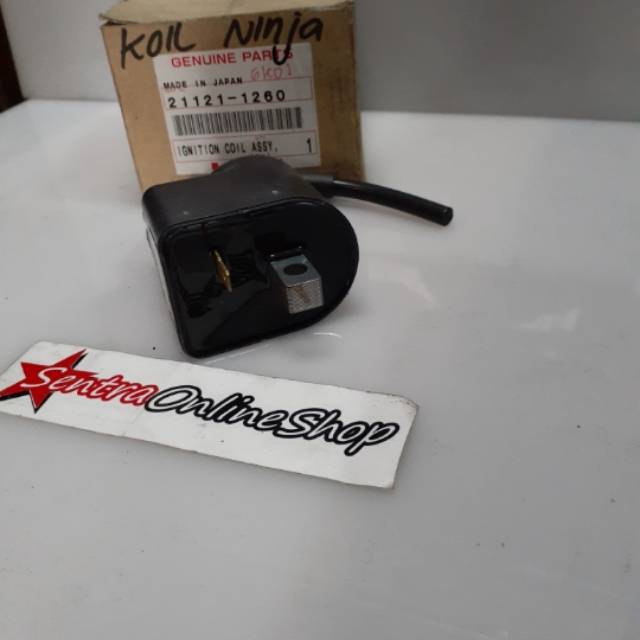 KOIL NINJA
GENUINE PARTS
MADE IN JAPAN
21121-1260
IGNITION COIL ASSY, 1
SentraOnlineShop